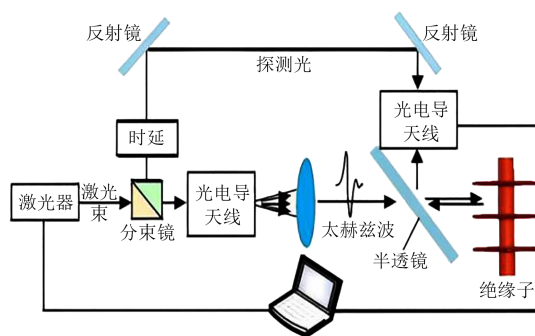 反射镜
反射镜
探测光
光电导
天线
时延
激光器
激光
束
分束镜
光电导
天线
太赫兹波
半透镜
绝缘子